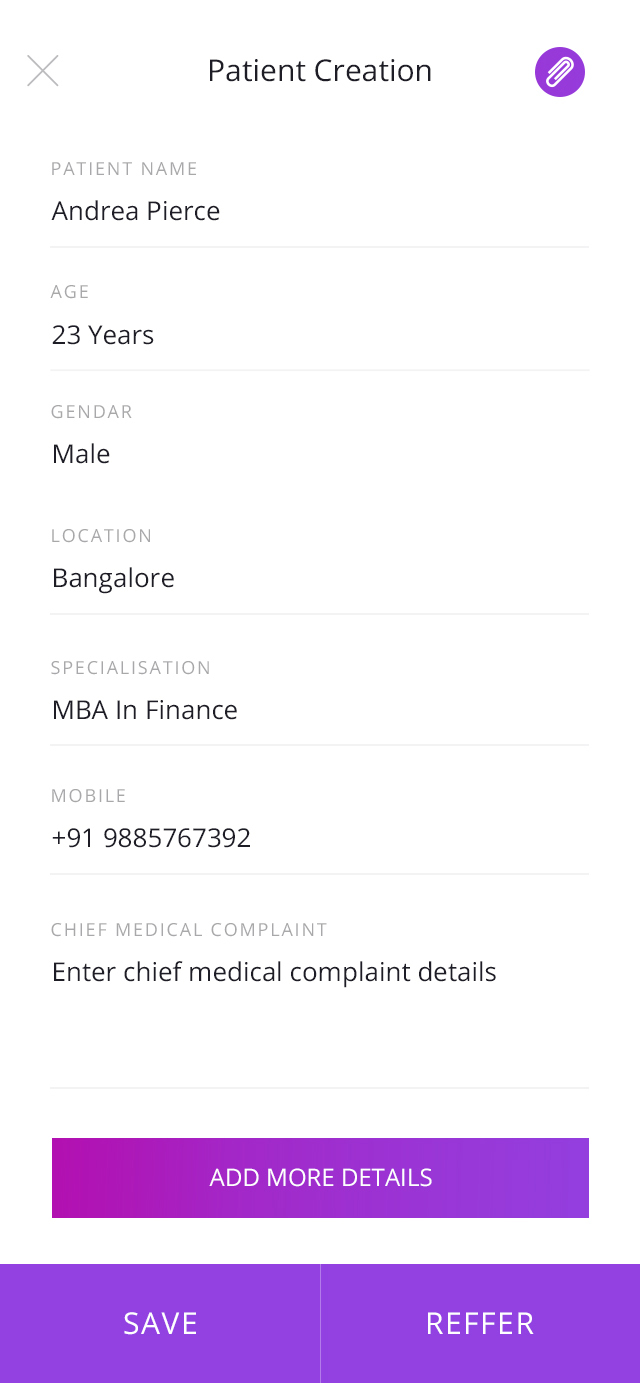 Patient Creation
PATIENT NAME
Andrea Pierce
AGE
23 Years
GENDAR
Male
LOCATION
Bangalore
SPECIALISATION
MBA In Finance
MOBILE
+91 9885767392
CHIEF MEDICAL COMPLAINT
Enter chief medical complaint details
ADD MORE DETAILS
SAVE
REFFER